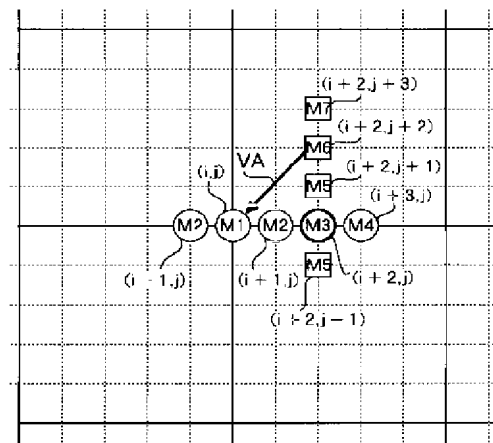 (i + 2, j + 3)
M7
(i + 2, j + 2)
M6
VA
(i + 2, j + 1)
(i,j)
M5
(i + 3, j)
M2 M1 M2 M3 M4
(i - 1, j) (i + 1, j) (i + 2, j)
M5
(i + 2, j - 1)